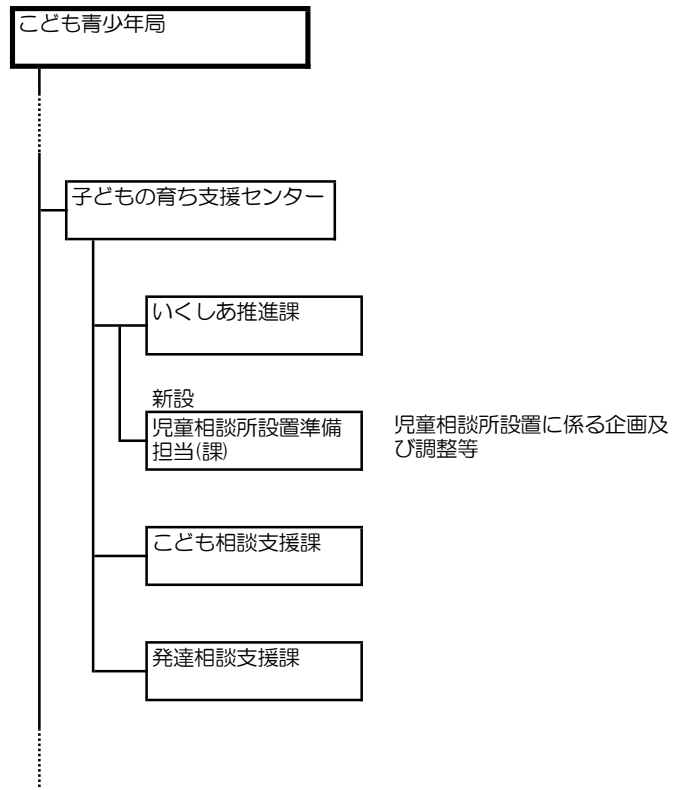 こども青少年局
子どもの育ち支援センター
いくしあ推進課
新設
児童相談所設置準備
担当(課)
児童相談所設置に係る企画及
び調整等
こども相談支援課
発達相談支援課